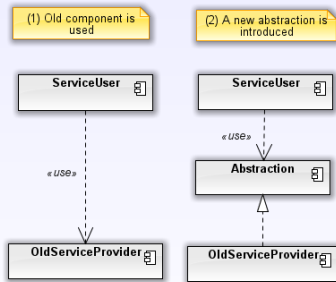 (1) Old component is
used
ServiceUser
«use»
OldServiceProvider
(2) A new abstraction is
introduced
ServiceUser
«use»
Abstraction
OldServiceProvider